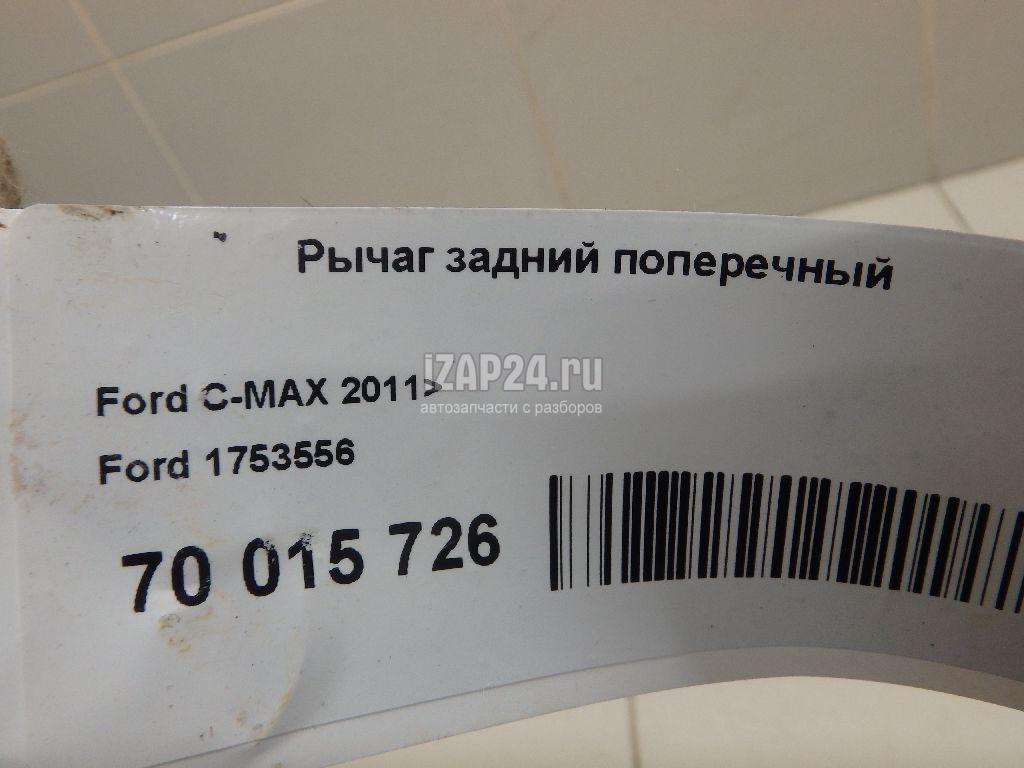 Рычаг задний поперечный
iZAP24.ru
автозапчасти с разборов
Ford C-MAX 2011>
Ford 1753556
70 015 726